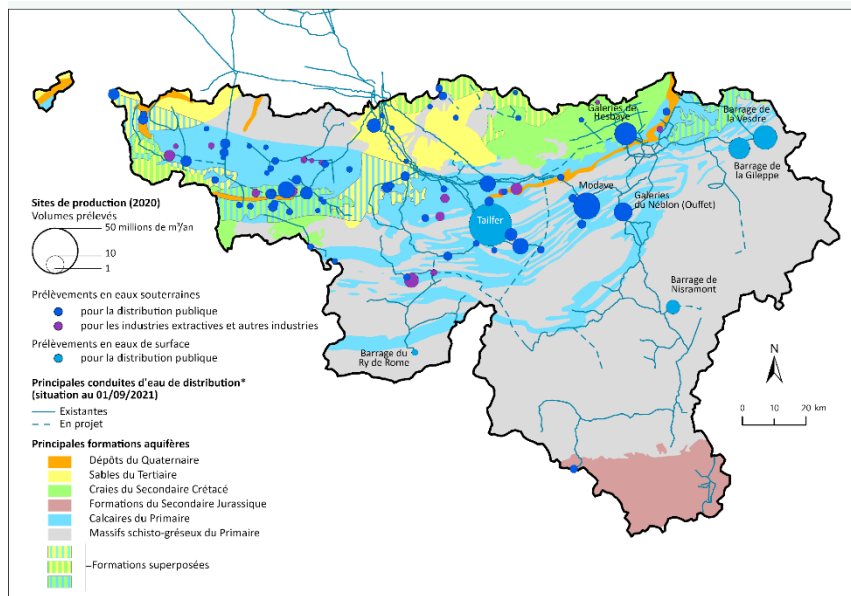 Galeries de
Hesbaye
Barrage de
la Vesdre
Barrage de
la Gileppe
Modave
Galeries
du Néblon (Ouffet)
Tailfer
Barrage de
Nisramont
Barrage du
Ry de Rome
N
0 10 20 km
Sites de production (2020)
Volumes prélevés
50 millions de m³/an
10
1
Prélèvements en eaux souterraines
pour la distribution publique
pour les industries extractives et autres industries
Prélèvements en eaux de surface
pour la distribution publique
Principales conduites d'eau de distribution*
(situation au 01/09/2021)
Existantes
En projet
Principales formations aquifères
Dépôts du Quaternaire
Sables du Tertiaire
Craies du Secondaire Crétacé
Formations du Secondaire Jurassique
Calcaires du Primaire
Massifs schisto-gréseux du Primaire
Formations superposées